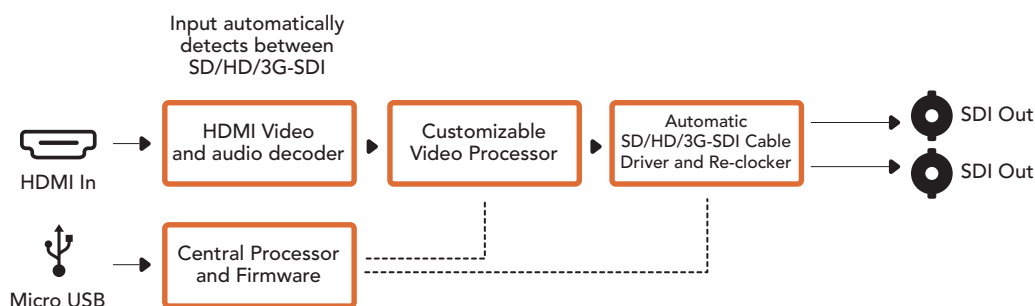 Input automatically
detects between
SD/HD/3G-SDI
HDMI In
HDMI Video
and audio decoder
Customizable
Video Processor
Automatic
SD/HD/3G-SDI Cable
Driver and Re-clocker
SDI Out
SDI Out
Micro USB
Central Processor
and Firmware